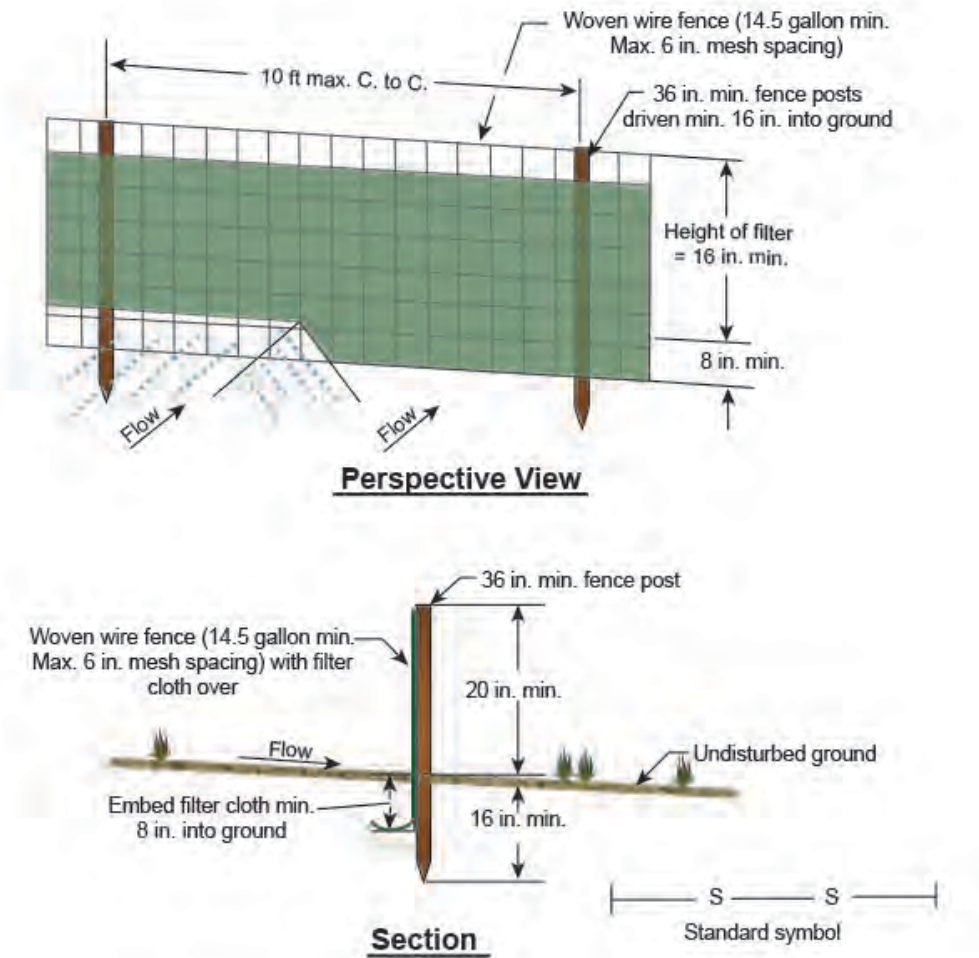 Woven wire fence (14.5 gallon min.
Max. 6 in. mesh spacing)
10 ft max. C. to C.
36 in. min. fence posts
driven min. 16 in. into ground
Height of filter
= 16 in. min.
8 in. min.
Flow
Flow
Perspective View
36 in. min. fence post
Woven wire fence (14.5 gallon min.
Max. 6 in. mesh spacing) with filter
cloth over
20 in. min.
Flow
Undisturbed ground
Embed filter cloth min.
8 in. into ground
16 in. min.
S S
Standard symbol
Section